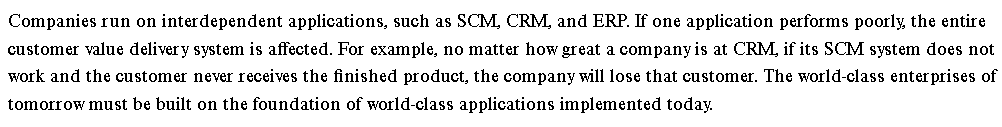 Companies run on interdependent applications, such as SCM, CRM, and ERP. If one application performs poorly, the entire
customer value delivery system is affected. For example, no matter how great a company is at CRM, if its SCM system does not
work and the customer never receives the finished product, the company will lose that customer. The world-class enterprises of
tomorrow must be built on the foundation of world-class applications implemented today.